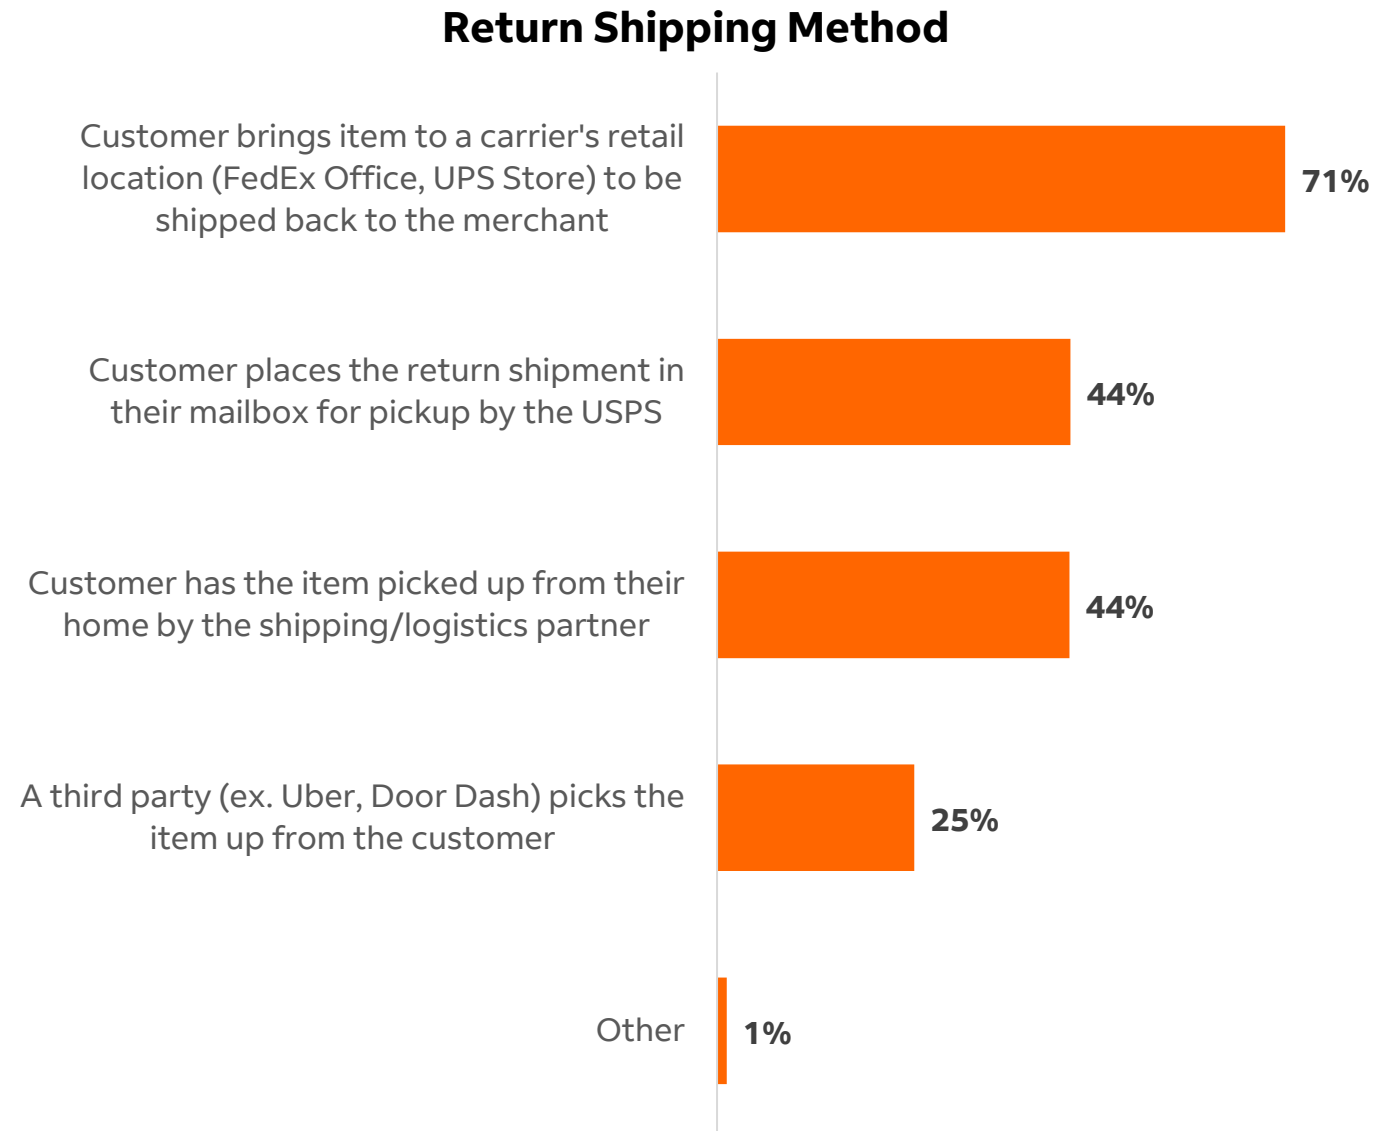 Return Shipping Method
Customer brings item to a carrier's retail
location (FedEx Office, UPS Store) to be
shipped back to the merchant
71%
Customer places the return shipment in
their mailbox for pickup by the USPS
44%
Customer has the item picked up from their
home by the shipping/logistics partner
44%
A third party (ex. Uber, Door Dash) picks the
item up from the customer
25%
Other
1%